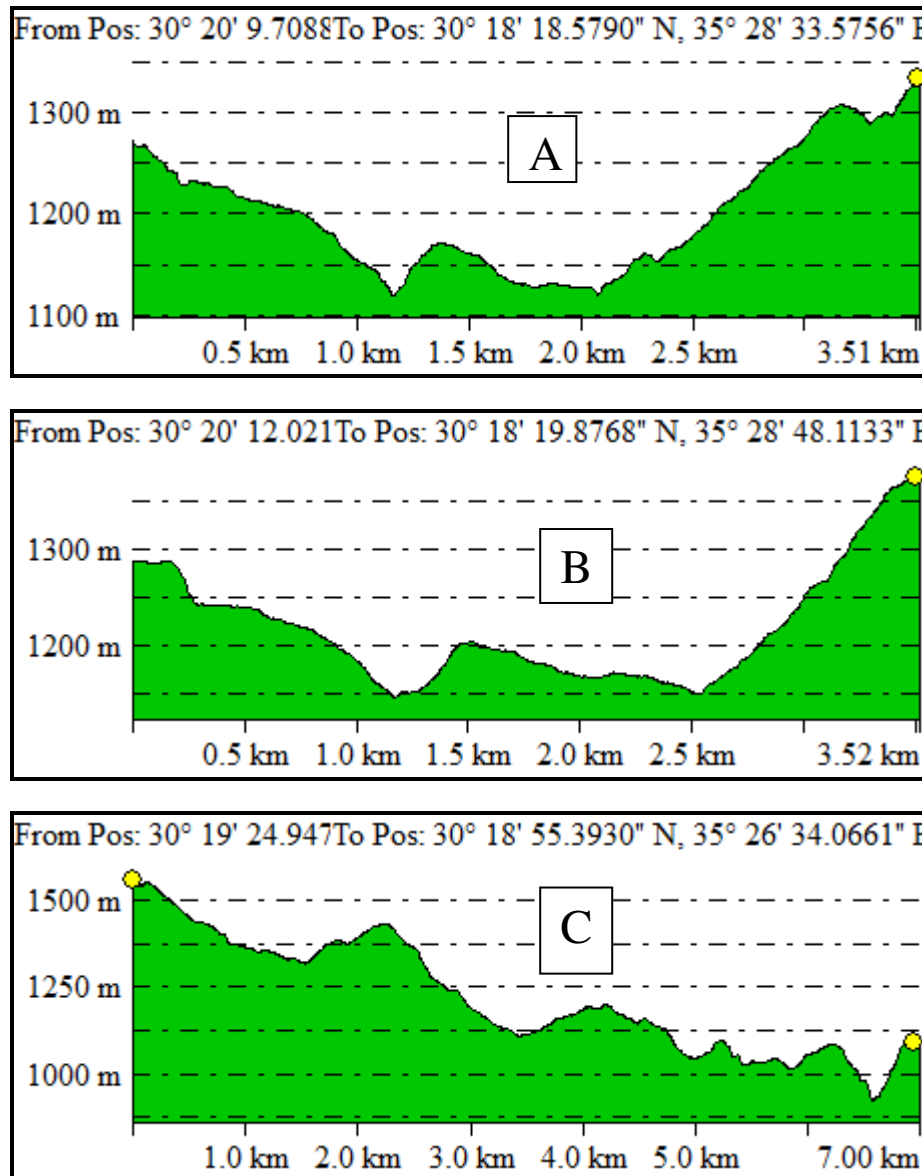 From Pos: 30° 20' 9.7088To Pos: 30° 18' 18.5790" N, 35° 28' 33.5756" E
1300 m
A
1200 m
1100 m
0.5 km 1.0 km 1.5 km 2.0 km 2.5 km 3.51 km
From Pos: 30° 20' 12.021To Pos: 30° 18' 19.8768" N, 35° 28' 48.1133" E
1300 m
B
1200 m
0.5 km 1.0 km 1.5 km 2.0 km 2.5 km 3.52 km
From Pos: 30° 19' 24.947To Pos: 30° 18' 55.3930" N, 35° 26' 34.0661" E
1500 m
C
1250 m
1000 m
1.0 km 2.0 km 3.0 km 4.0 km 5.0 km 7.00 km